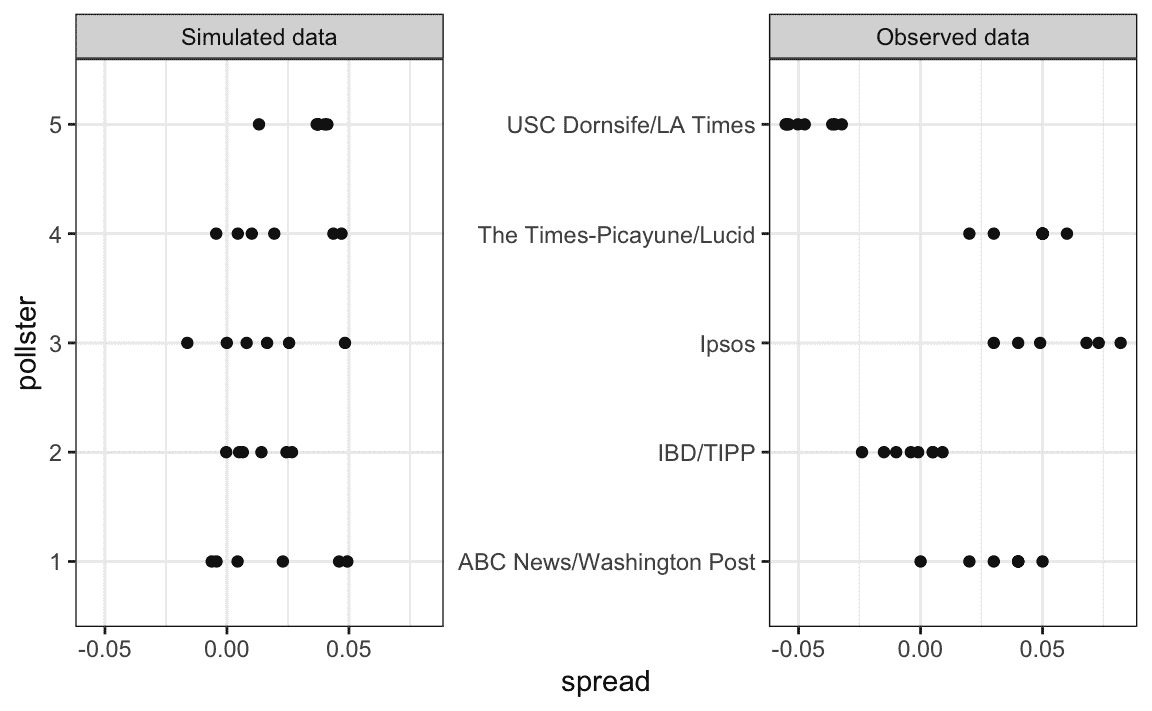 Simulated data
Observed data
pollster
5
4
3
2
1
USC Dornsife/LA Times
The Times-Picayune/Lucid
Ipsos
IBD/TIPP
ABC News/Washington Post
-0.05 0.00 0.05
-0.05 0.00 0.05
spread